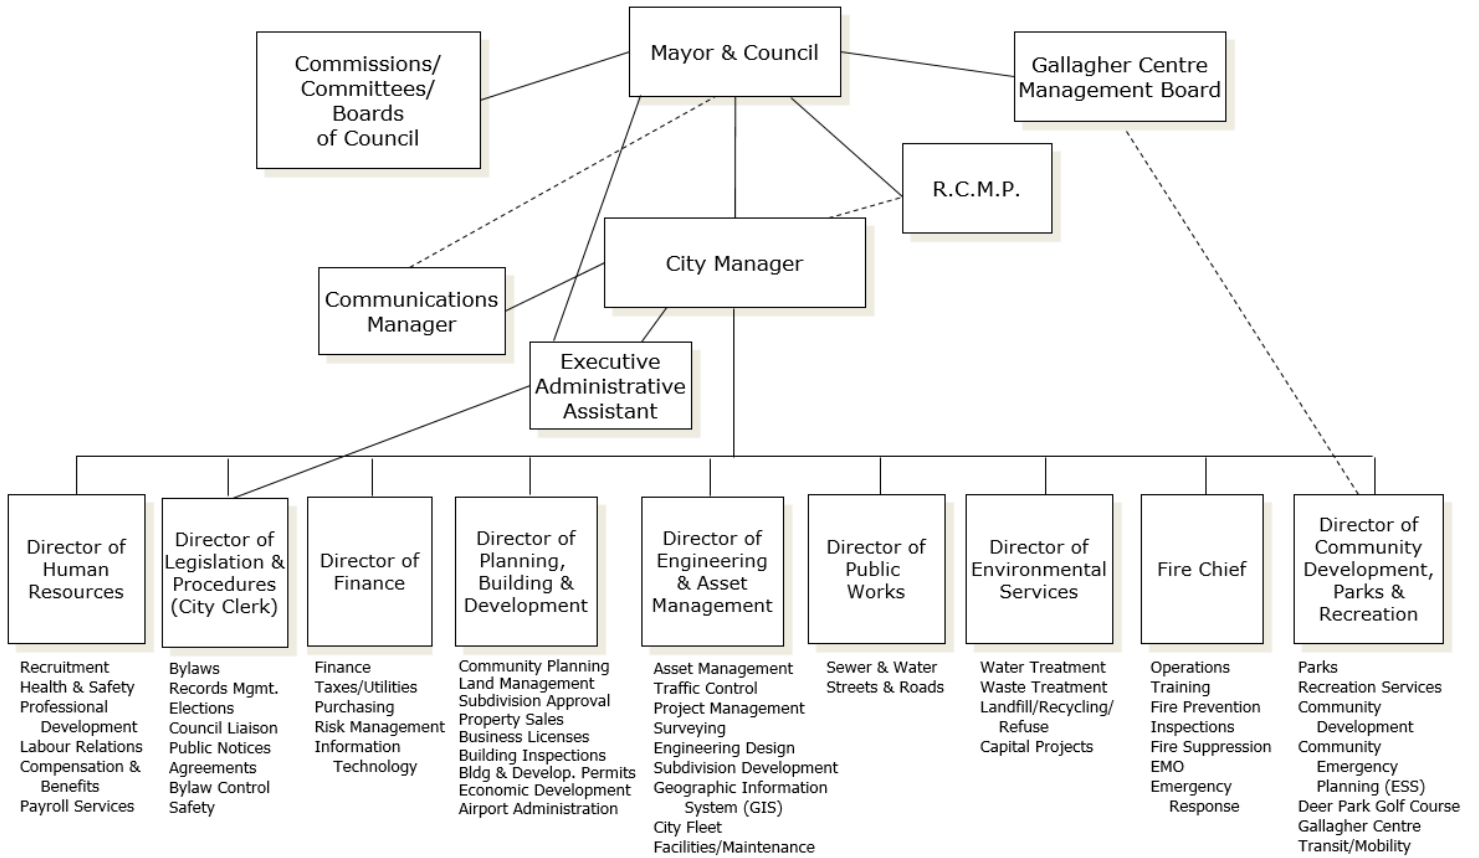 Mayor & Council
Commissions/
Committees/
Boards
of Council
Gallagher Centre
Management Board
R.C.M.P.
City Manager
Communications
Manager
Executive
Administrative
Assistant
Director of
Human
Resources
Director of
Legislation &
Procedures
(City Clerk)
Director of
Finance
Director of
Planning,
Building &
Development
Director of
Engineering
& Asset
Management
Director of
Public
Works
Director of
Environmental
Services
Fire Chief
Director of
Community
Development,
Parks &
Recreation
Recruitment
Health & Safety
Professional
Development
Labour Relations
Compensation &
Benefits
Payroll Services
Bylaws
Records Mgmt.
Elections
Council Liaison
Public Notices
Agreements
Bylaw Control
Safety
Finance
Taxes/Utilities
Purchasing
Risk Management
Information
Technology
Community Planning
Land Management
Subdivision Approval
Property Sales
Business Licenses
Building Inspections
Bldg & Develop. Permits
Economic Development
Airport Administration
Asset Management
Traffic Control
Project Management
Surveying
Engineering Design
Subdivision Development
Geographic Information
System (GIS)
City Fleet
Facilities/Maintenance
Sewer & Water
Streets & Roads
Water Treatment
Waste Treatment
Landfill/Recycling/
Refuse
Capital Projects
Operations
Training
Fire Prevention
Inspections
Fire Suppression
EMO
Emergency
Response
Parks
Recreation Services
Community
Development
Community
Emergency
Planning (ESS)
Deer Park Golf Course
Gallagher Centre
Transit/Mobility